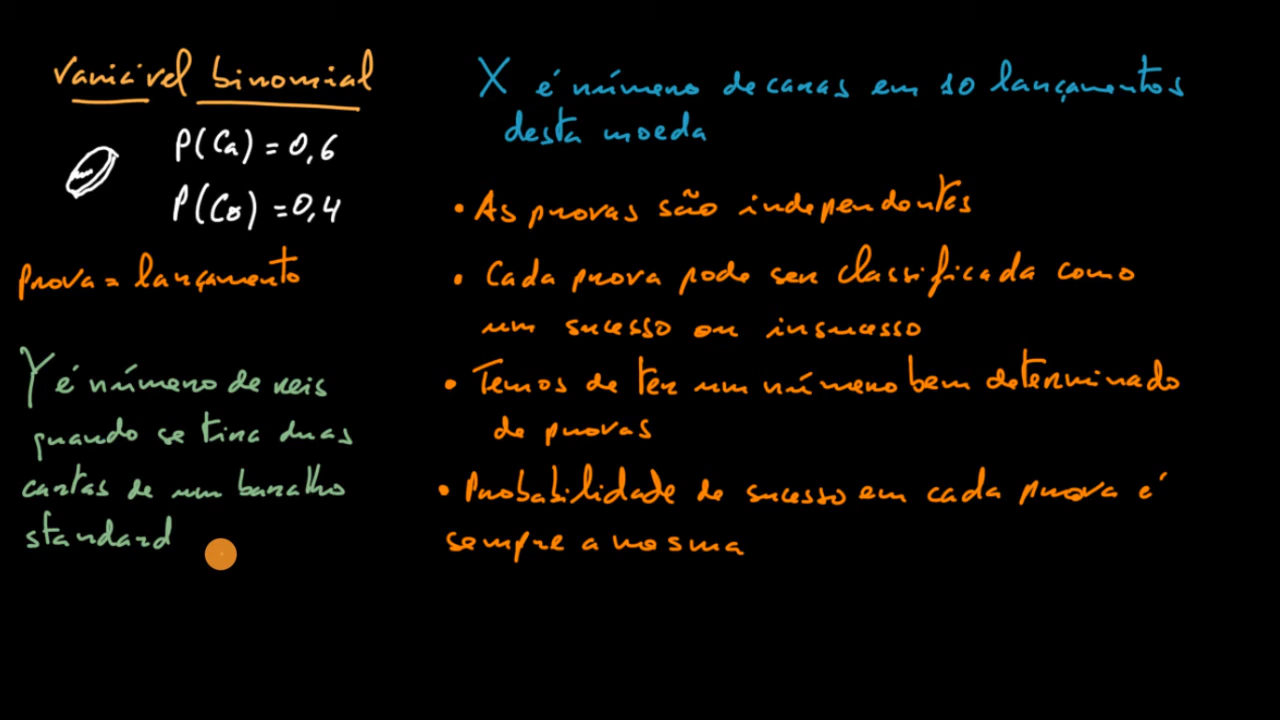 variável binomial
P(Ca) = 0,6
P(Co) = 0,4
prova = lançamento
Y é número de reis
quando se tira duas
cartas de um baralho
standard
X é número de caras em 10 lançamentos
desta moeda
• As provas são independentes
• Cada prova pode ser classificada como
um sucesso ou insucesso
• Temos de ter um número bem determinado
de provas
• Probabilidade de sucesso em cada prova é
sempre a mesma